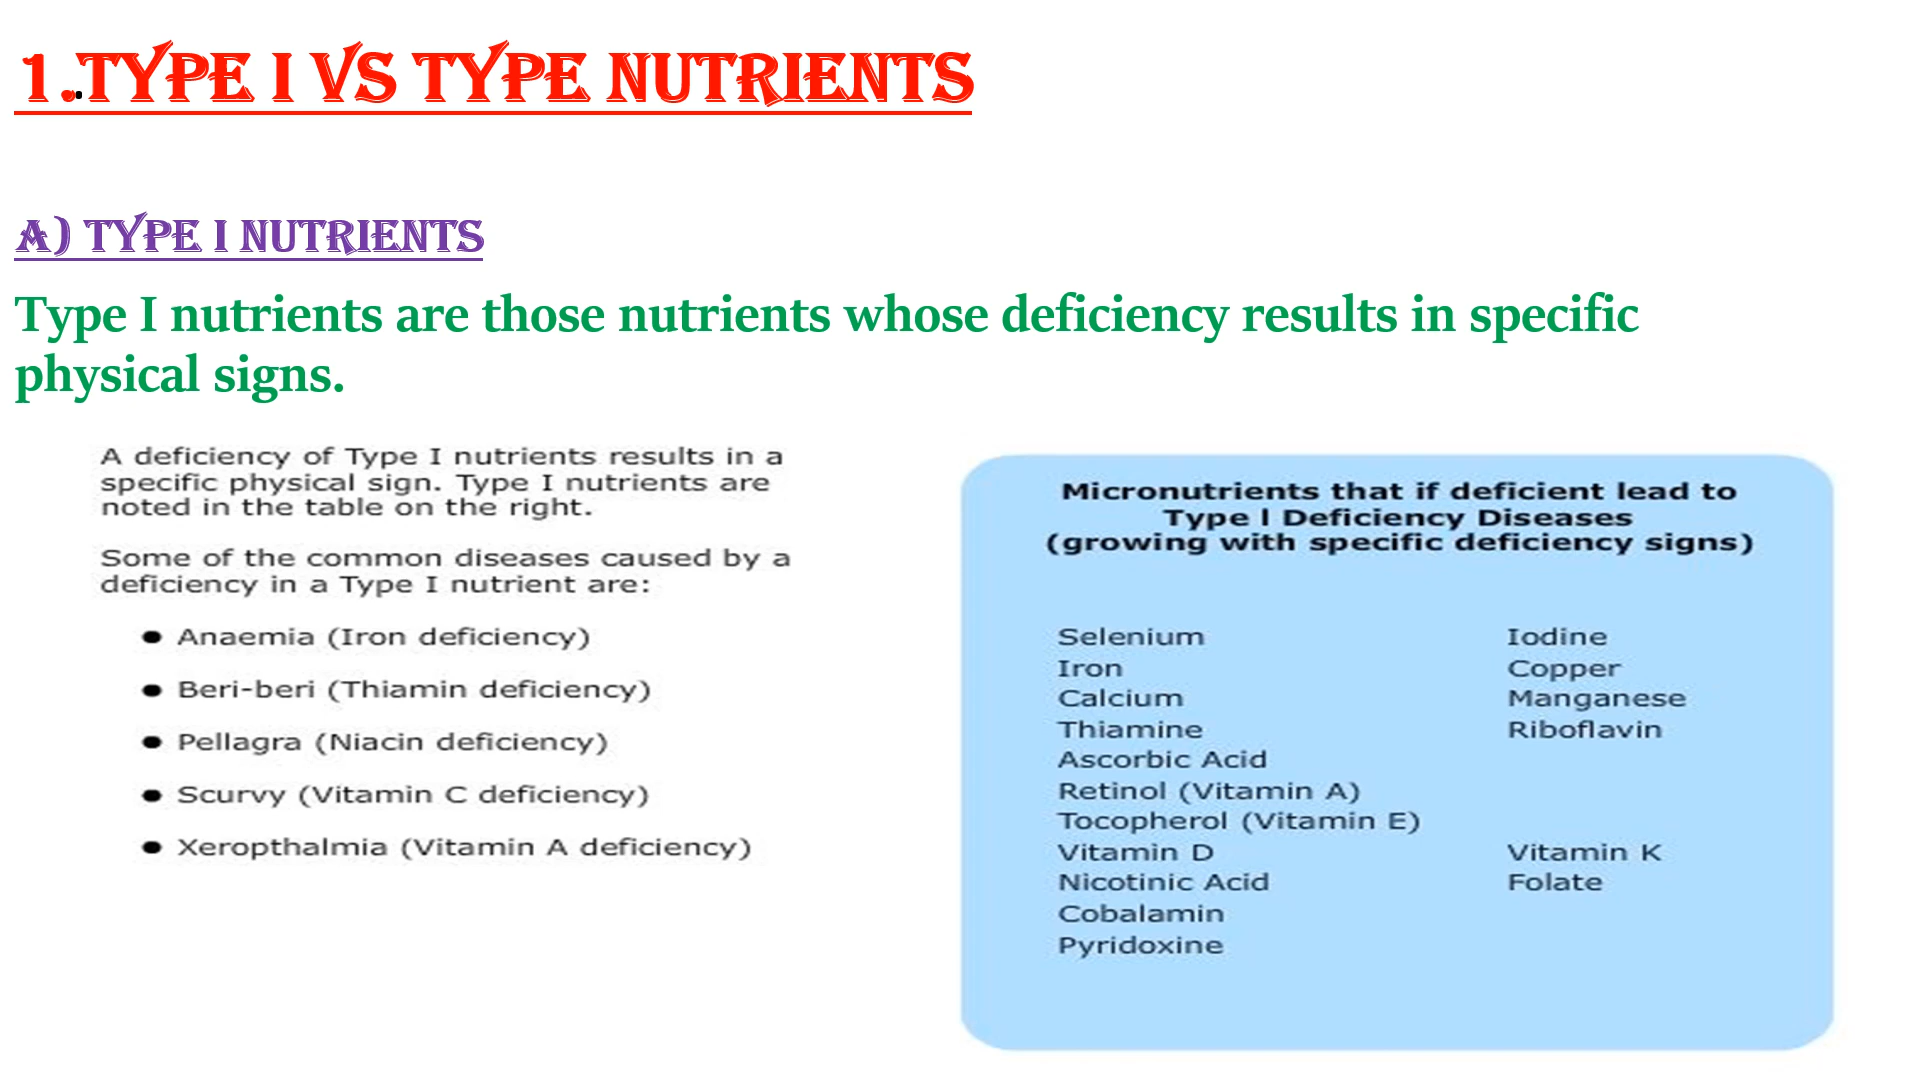 1.TYPE I VS TYPE NUTRIENTS
A) TYPE I NUTRIENTS
Type I nutrients are those nutrients whose deficiency results in specific
physical signs.
A deficiency of Type I nutrients results in a
specific physical sign. Type I nutrients are
noted in the table on the right.
Some of the common diseases caused by a
deficiency in a Type I nutrient are:
● Anaemia (Iron deficiency)
● Beri-beri (Thiamin deficiency)
● Pellagra (Niacin deficiency)
● Scurvy (Vitamin C deficiency)
● Xeropthalmia (Vitamin A deficiency)
Micronutrients that if deficient lead to
Type I Deficiency Diseases
(growing with specific deficiency signs)
Selenium Iodine
Iron Copper
Calcium Manganese
Thiamine Riboflavin
Ascorbic Acid
Retinol (Vitamin A)
Tocopherol (Vitamin E)
Vitamin D Vitamin K
Nicotinic Acid Folate
Cobalamin
Pyridoxine